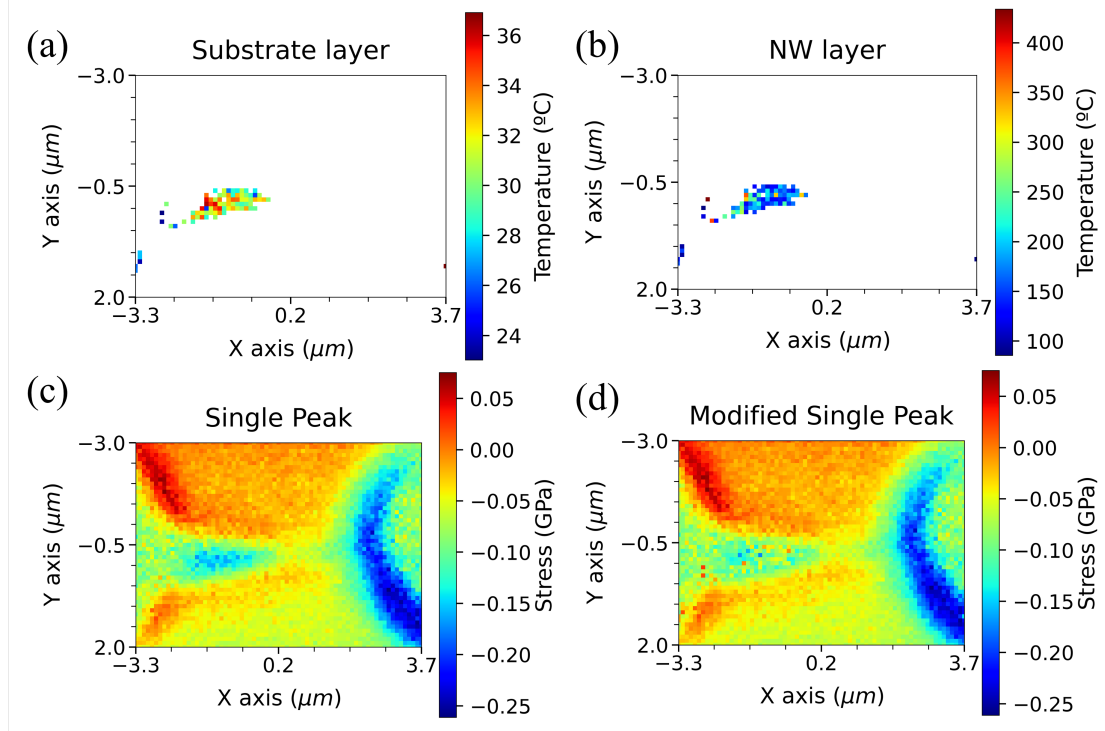 (a)
Substrate layer
−3.0
−0.5
2.0
−3.3
0.2
3.7
X axis (μm)
Y axis (μm)
36
34
32
30
28
26
24
Temperature (ºC)
(b)
NW layer
−3.0
−0.5
2.0
−3.3
0.2
3.7
X axis (μm)
Y axis (μm)
400
350
300
250
200
150
100
Temperature (ºC)
(c)
Single Peak
−3.0
−0.5
2.0
−3.3
0.2
3.7
X axis (μm)
Y axis (μm)
0.05
0.00
−0.05
−0.10
−0.15
−0.20
−0.25
Stress (GPa)
(d)
Modified Single Peak
−3.0
−0.5
2.0
−3.3
0.2
3.7
X axis (μm)
Y axis (μm)
0.05
0.00
−0.05
−0.10
−0.15
−0.20
−0.25
Stress (GPa)